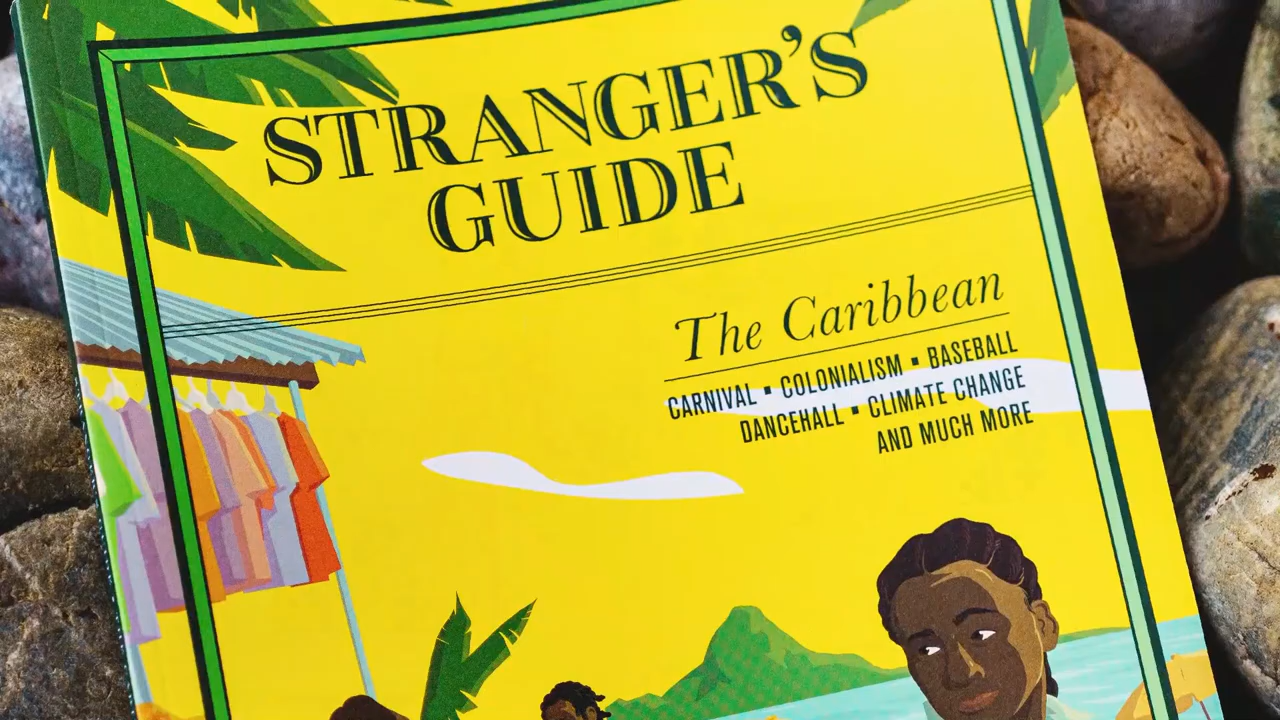 STRANGER'S
GUIDE
The Caribbean
CARNIVAL ▪ COLONIALISM ▪ BASEBALL
DANCEHALL ▪ CLIMATE CHANGE
AND MUCH MORE